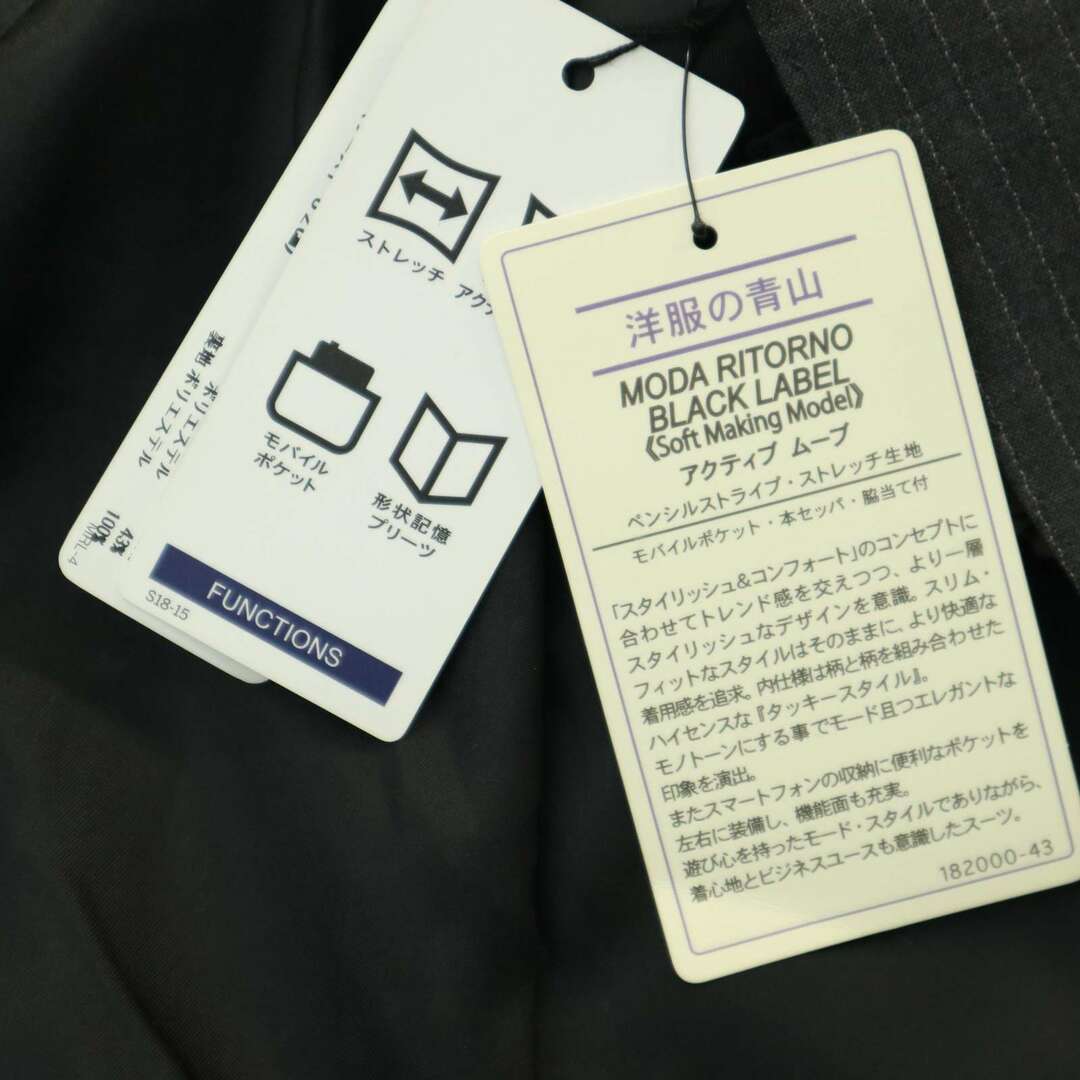 洋服の青山
MODA RITORNO
BLACK LABEL
《Soft Making Model》
アクティブ ムーブ
ペンシルストライプ・ストレッチ生地
モバイルポケット・本セッパ・脇当て付
「スタイリッシュ&コンフォート」のコンセプトに
合わせてトレンド感を交えつつ、より一層
スタイリッシュなデザインを意識。スリム・
フィットなスタイルはそのままに、より快適な
着用感を追求。内仕様は柄と柄を組み合わせた
ハイセンスな『タッキースタイル』。
モノトーンにする事でモード且つエレガントな
印象を演出。
またスマートフォンの収納に便利なポケットを
左右に装備し、機能面も充実。
遊び心を持ったモード・スタイルでありながら、
着心地とビジネスユースも意識したスーツ。
182000-43
ストレッチ
アク
モバイル
ポケット
形状記憶
プリーツ
FUNCTIONS
S18-15
ポリエステル 43%
裏地 ポリエステル 100%